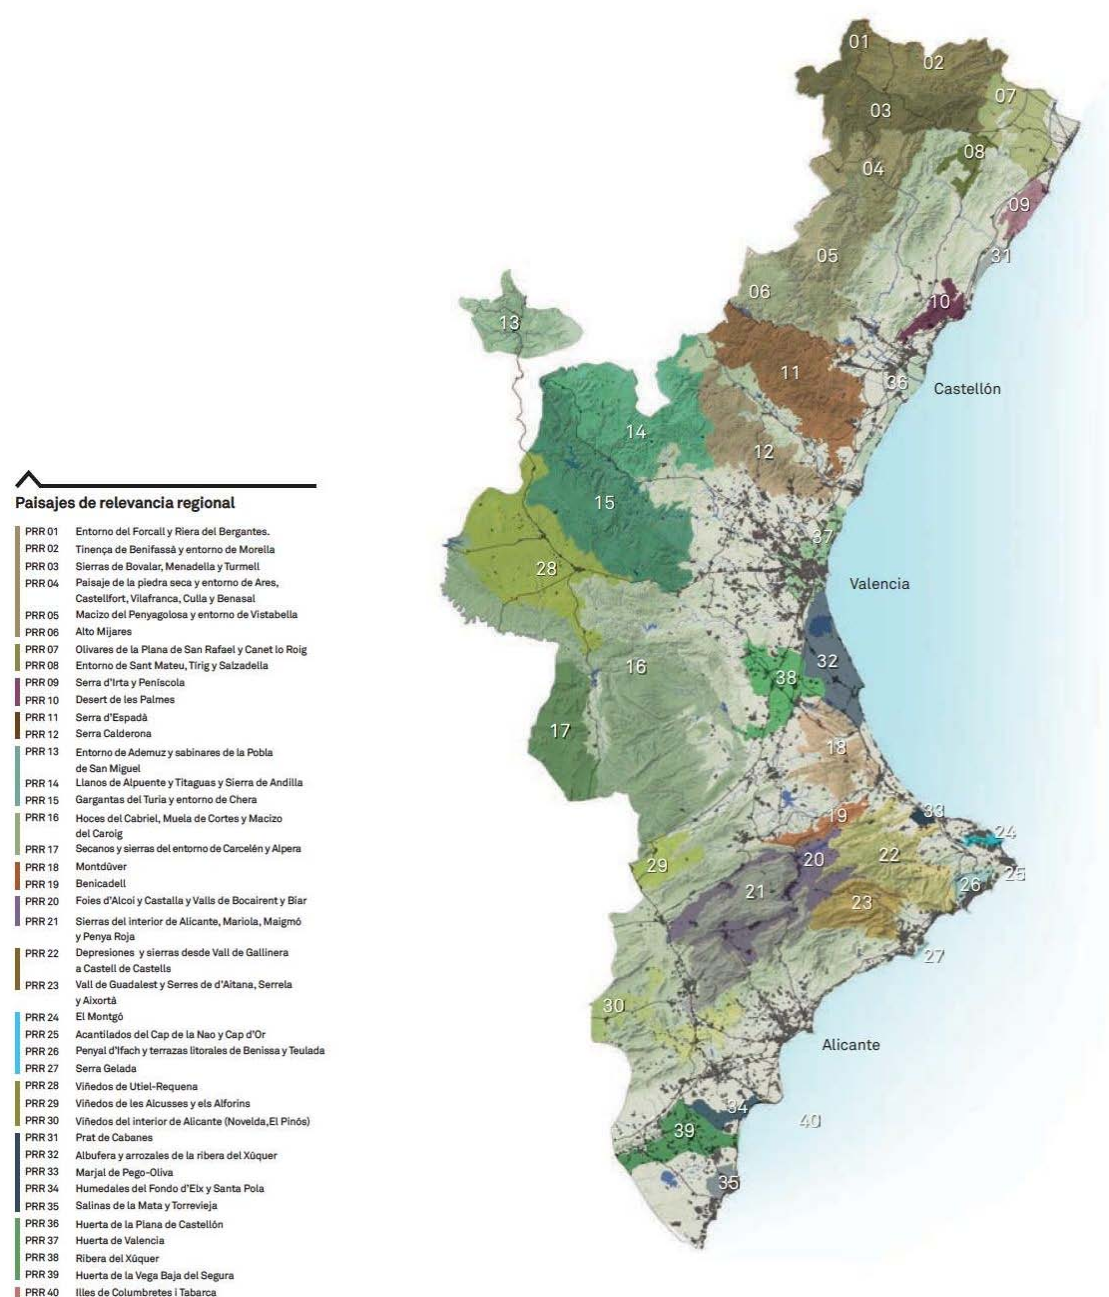 01
02
03
07
08
04
09
05
31
06
10
13
11
36
Castellón
14
12
15
37
28
Valencia
16
32
38
17
18
33
19
24
20
22
29
25
21
26
23
27
30
Alicante
34
40
39
35
Paisajes de relevancia regional
PRR 01 Entorno del Forcall y Riera del Bergantes.
PRR 02 Tinença de Benifassà y entorno de Morella
PRR 03 Sierras de Bovalar, Menadella y Turmell
PRR 04 Paisaje de la piedra seca y entorno de Ares,
Castellfort, Vilafranca, Culla y Benasal
PRR 05 Macizo del Penyagolosa y entorno de Vistabella
PRR 06 Alto Mijares
PRR 07 Olivares de la Plana de San Rafael y Canet lo Roig
PRR 08 Entorno de Sant Mateu, Tírig y Salzadella
PRR 09 Serra d'Irta y Peníscola
PRR 10 Desert de les Palmes
PRR 11 Serra d'Espadà
PRR 12 Serra Calderona
PRR 13 Entorno de Ademuz y sabinares de la Pobla
de San Miguel
PRR 14 Llanos de Alpuente y Titaguas y Sierra de Andilla
PRR 15 Gargantas del Turia y entorno de Chera
PRR 16 Hoces del Cabriel, Muela de Cortes y Macizo
del Caroig
PRR 17 Secanos y sierras del entorno de Carcelén y Alpera
PRR 18 Montdúver
PRR 19 Benicadell
PRR 20 Foies d'Alcoi y Castalla y Valls de Bocairent y Biar
PRR 21 Sierras del interior de Alicante, Mariola, Maigmó
y Penya Roja
PRR 22 Depresiones y sierras desde Vall de Gallinera
a Castell de Castells
PRR 23 Vall de Guadalest y Serres de d'Aitana, Serrela
y Aixortà
PRR 24 El Montgó
PRR 25 Acantilados del Cap de la Nao y Cap d'Or
PRR 26 Penyal d'Ifach y terrazas litorales de Benissa y Teulada
PRR 27 Serra Gelada
PRR 28 Viñedos de Utiel-Requena
PRR 29 Viñedos de les Alcusses y els Alforins
PRR 30 Viñedos del interior de Alicante (Novelda,El Pinós)
PRR 31 Prat de Cabanes
PRR 32 Albufera y arrozales de la ribera del Xúquer
PRR 33 Marjal de Pego-Oliva
PRR 34 Humedales del Fondo d'Elx y Santa Pola
PRR 35 Salinas de la Mata y Torrevieja
PRR 36 Huerta de la Plana de Castellón
PRR 37 Huerta de Valencia
PRR 38 Ribera del Xúquer
PRR 39 Huerta de la Vega Baja del Segura
PRR 40 Illes de Columbretes i Tabarca